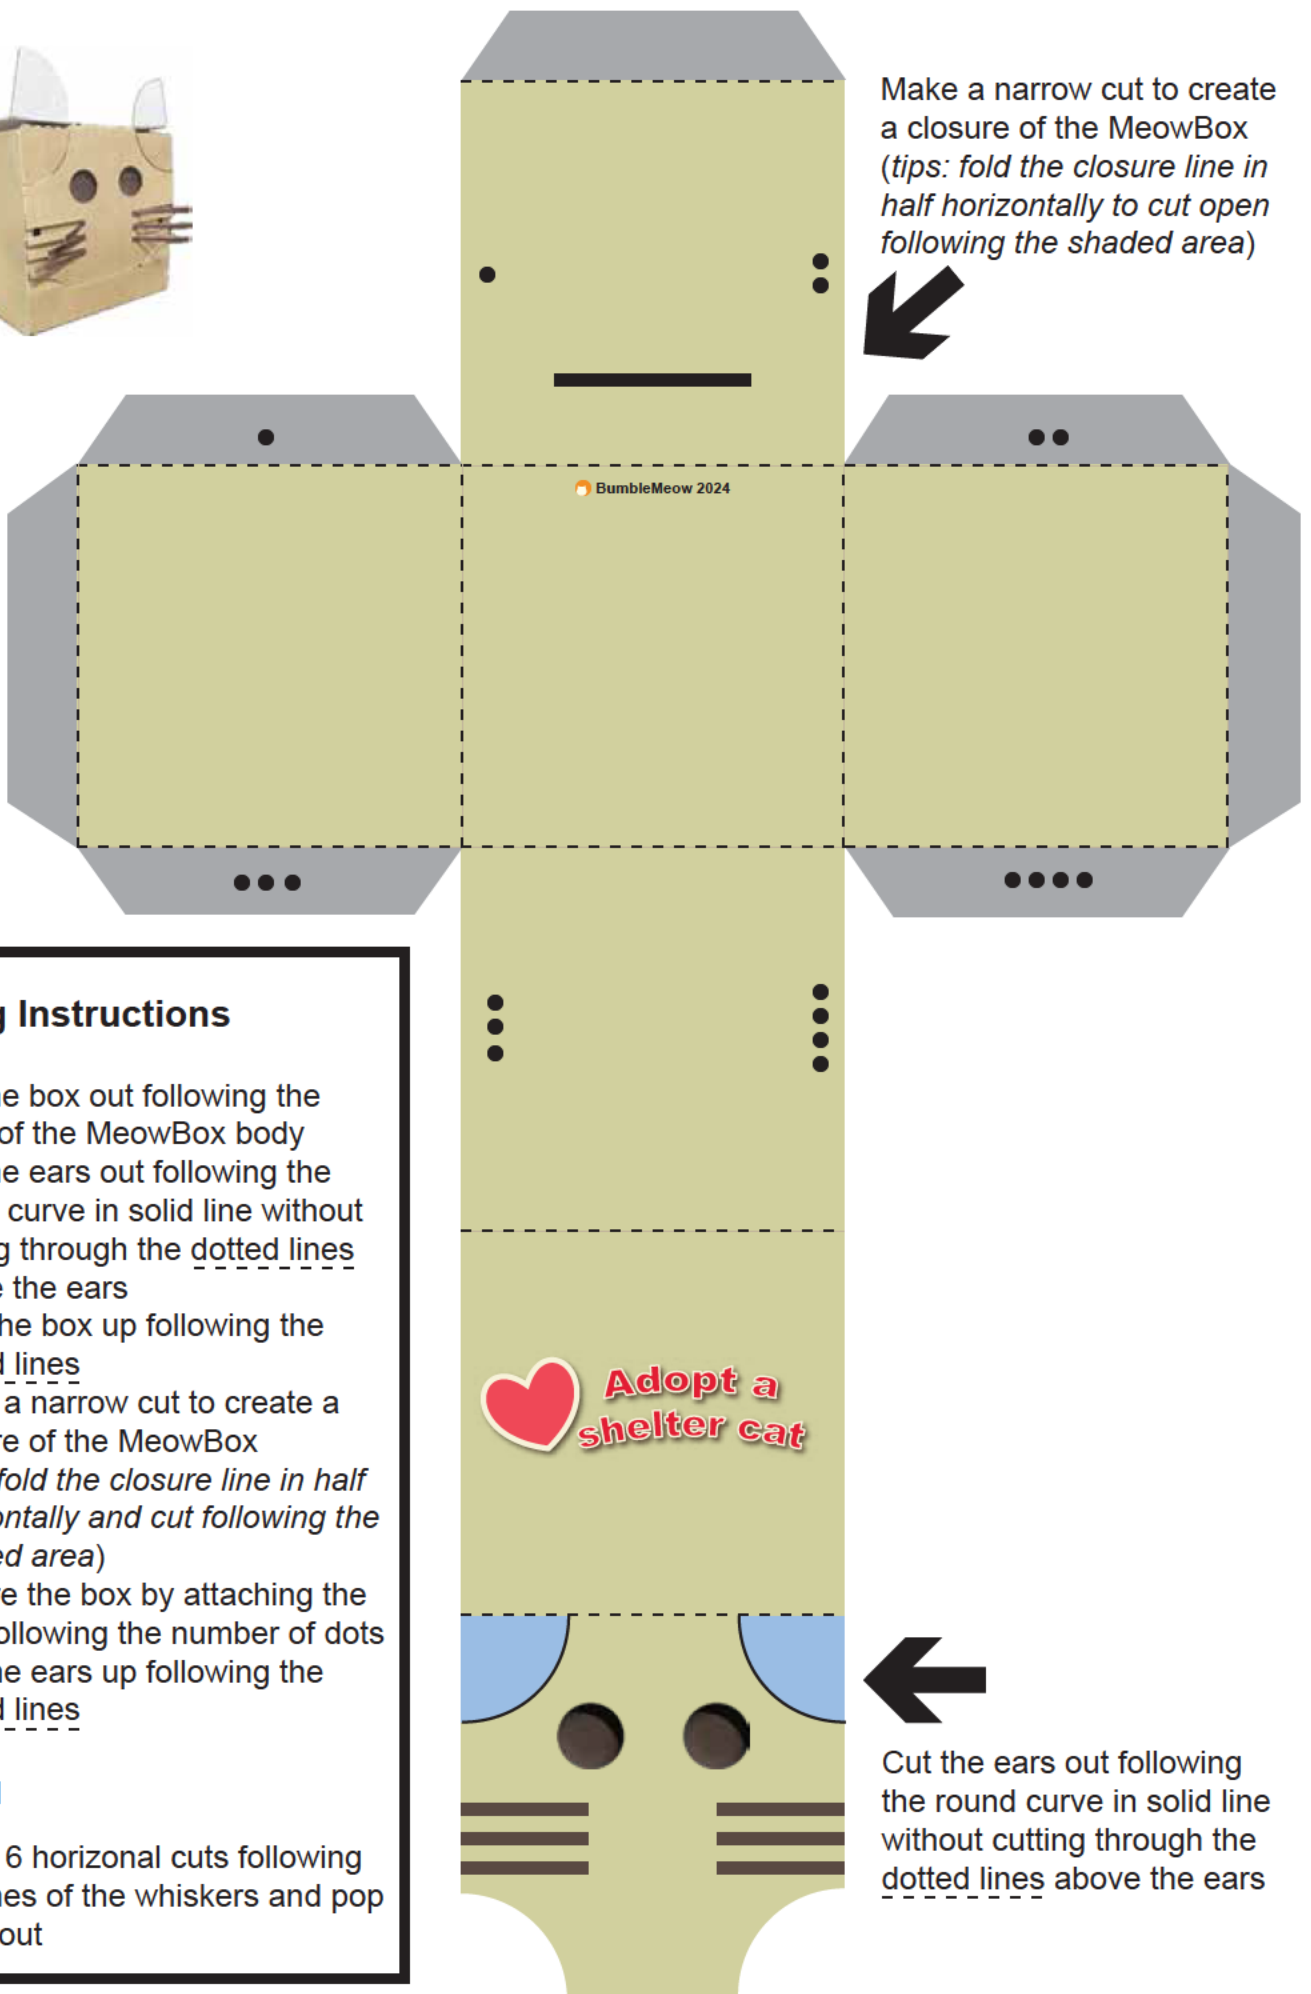 Make a narrow cut to create
a closure of the MeowBox
(tips: fold the closure line in
half horizontally to cut open
following the shaded area)
BumbleMeow 2024
Instructions
box out following the
of the MeowBox body
ears out following the
curve in solid line without
through the dotted lines
the ears
the box up following the
lines
a narrow cut to create a
of the MeowBox
fold the closure line in half
and cut following the
area)
the box by attaching the
following the number of dots
ears up following the
lines
6 horizonal cuts following
of the whiskers and pop
out
Adopt a
shelter cat
Cut the ears out following
the round curve in solid line
without cutting through the
dotted lines above the ears